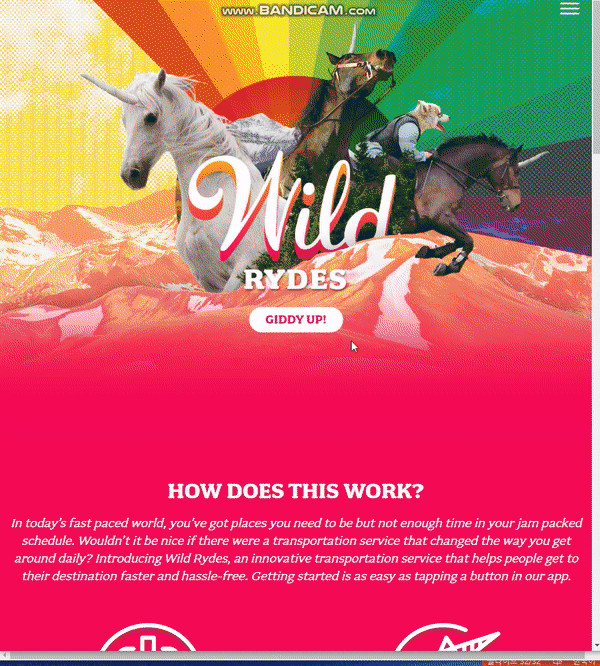 WWW.BANDICAM.COM
Wild
RYDES
GIDDY UP!
HOW DOES THIS WORK?
In today's fast paced world, you've got places you need to be but not enough time in your jam packed
schedule. Wouldn't it be nice if there were a transportation service that changed the way you get
around daily? Introducing Wild Rydes, an innovative transportation service that helps people get to
their destination faster and hassle-free. Getting started is as easy as tapping a button in our app.